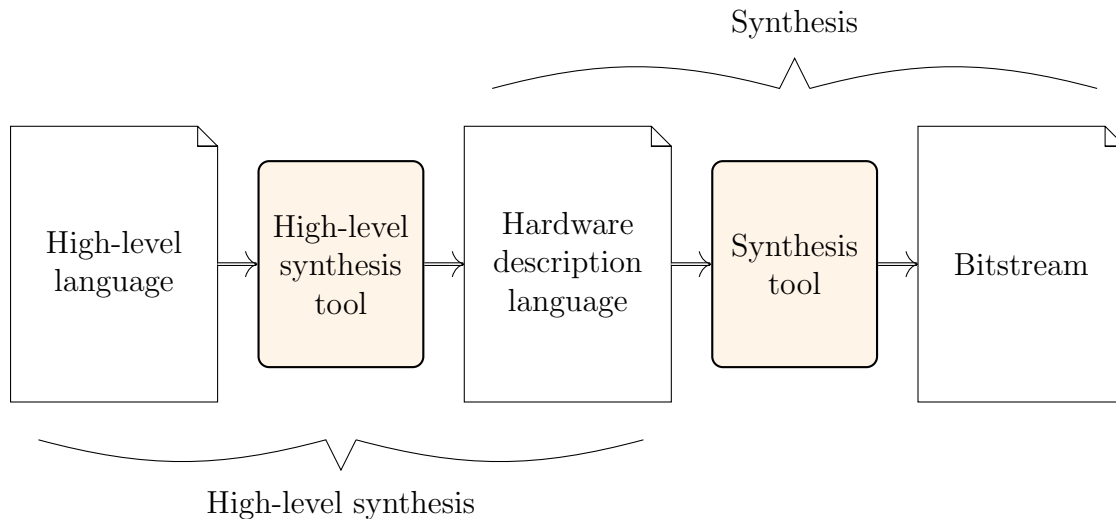 Synthesis
High-level
language
High-level
synthesis
tool
Hardware
description
language
Synthesis
tool
Bitstream
High-level synthesis